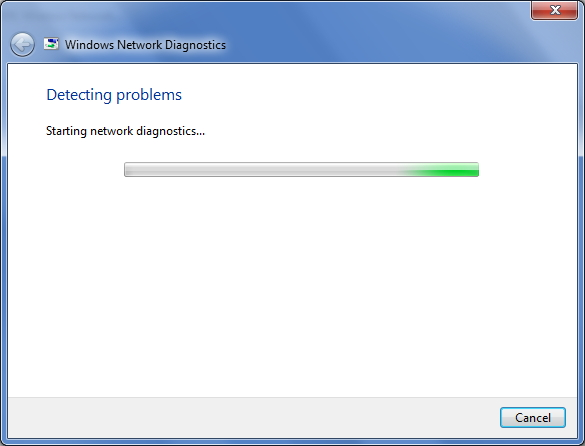 Windows Network Diagnostics
Detecting problems
Starting network diagnostics...
Cancel